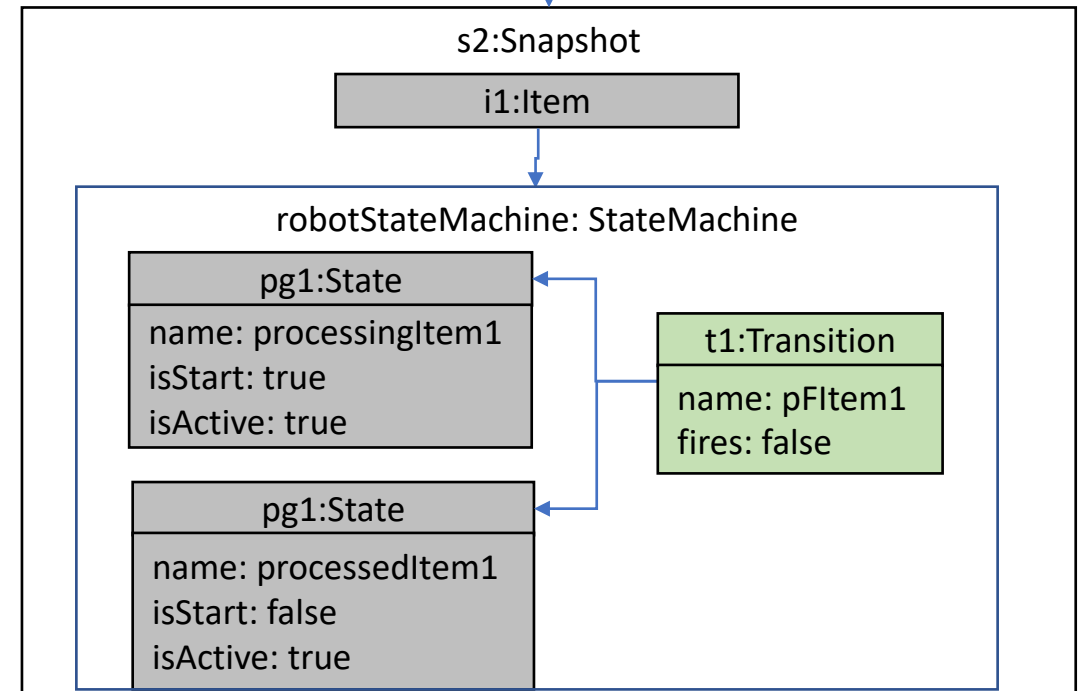 s2:Snapshot
i1:Item
robotStateMachine: StateMachine
pg1:State
name: processingItem1
isStart: true
isActive: true
t1:Transition
name: pFItem1
fires: false
pg1:State
name: processedItem1
isStart: false
isActive: true